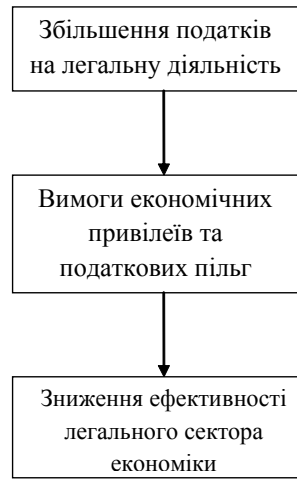 Збільшення податків
на легальну діяльність
Вимоги економічних
привілеїв та
податкових пільг
Зниження ефективності
легального сектора
економіки